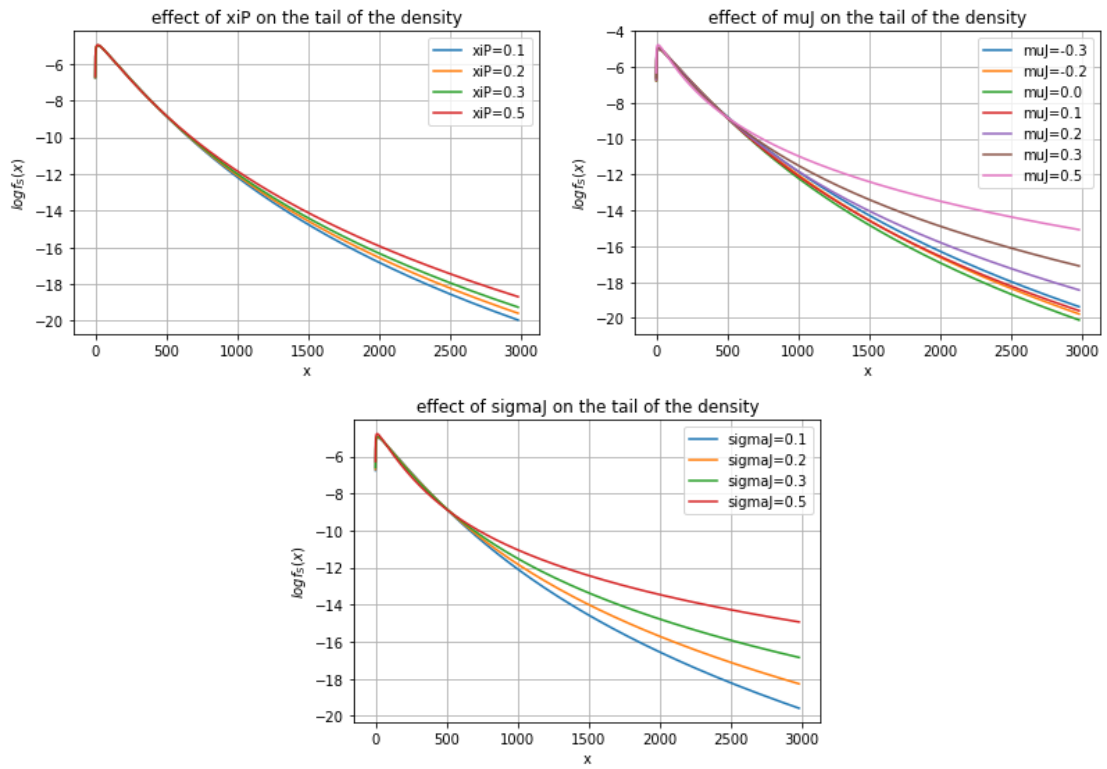 effect of xiP on the tail of the density
−6
−8
−10
−12
−14
−16
−18
−20
logfs(x)
0
500
1000
1500
2000
2500
3000
x
xiP=0.1
xiP=0.2
xiP=0.3
xiP=0.5
effect of muJ on the tail of the density
−4
−6
−8
−10
−12
−14
−16
−18
−20
logfs(x)
0
500
1000
1500
2000
2500
3000
x
muJ=-0.3
muJ=-0.2
muJ=0.0
muJ=0.1
muJ=0.2
muJ=0.3
muJ=0.5
effect of sigmaJ on the tail of the density
−6
−8
−10
−12
−14
−16
−18
−20
logfs(x)
0
500
1000
1500
2000
2500
3000
x
sigmaJ=0.1
sigmaJ=0.2
sigmaJ=0.3
sigmaJ=0.5